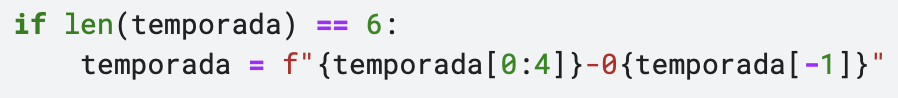 if len(temporada) == 6:
    temporada = f"{temporada[0:4]}-0{temporada[-1]}"